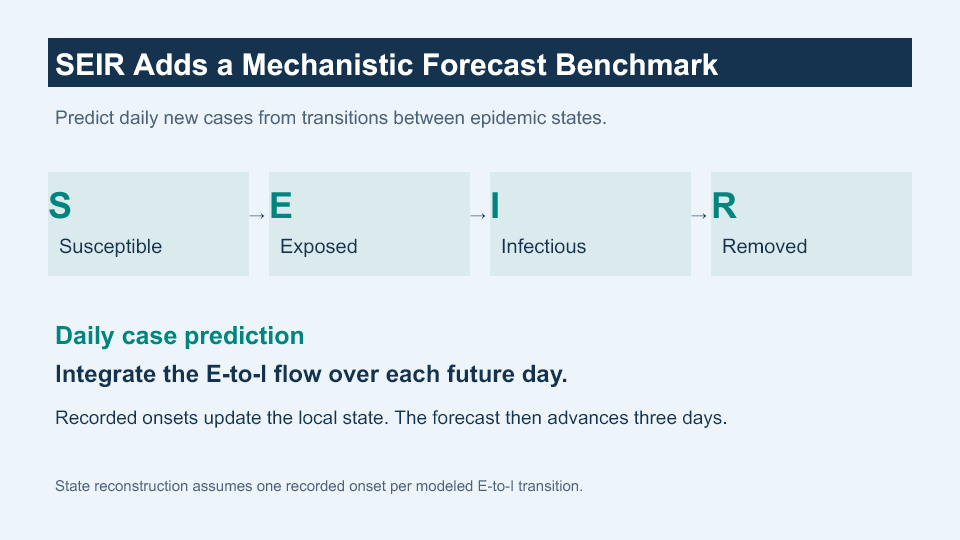 SEIR Adds a Mechanistic Forecast Benchmark
Predict daily new cases from transitions between epidemic states.
S → E → I → R
Susceptible Exposed Infectious Removed
Daily case prediction
Integrate the E-to-I flow over each future day.
Recorded onsets update the local state. The forecast then advances three days.
State reconstruction assumes one recorded onset per modeled E-to-I transition.